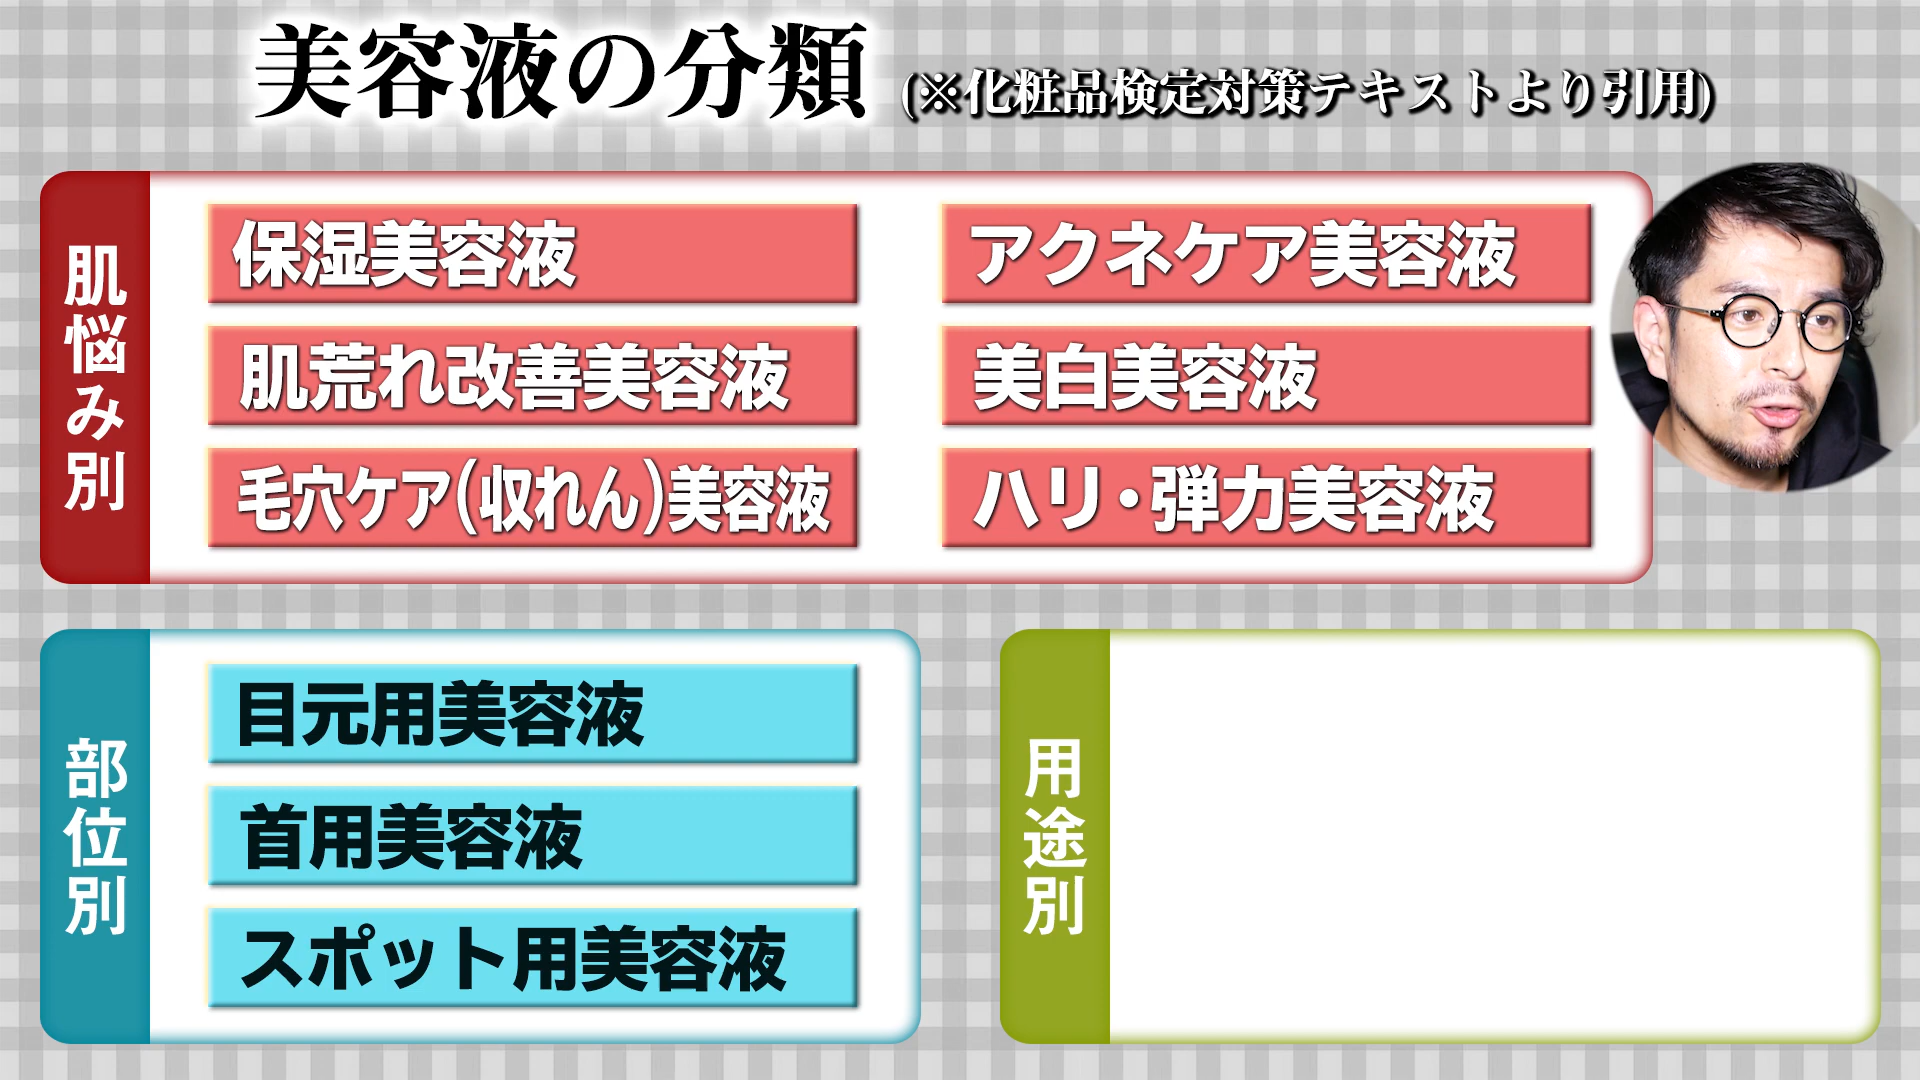 美容液の分類 (※化粧品検定対策テキストより引用)
肌悩み別
保湿美容液
アクネケア美容液
肌荒れ改善美容液
美白美容液
毛穴ケア(収れん)美容液
ハリ・弾力美容液
部位別
目元用美容液
首用美容液
スポット用美容液
用途別